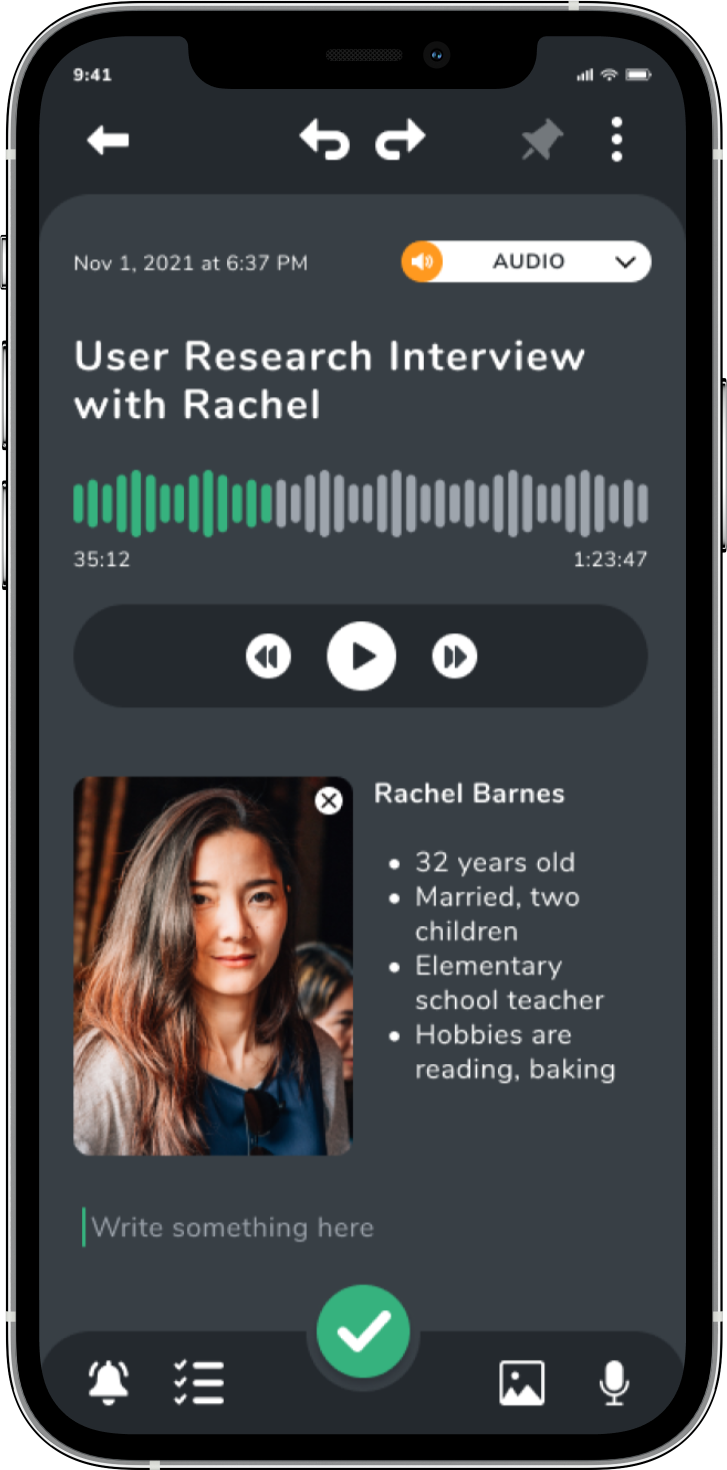 9:41
Nov 1, 2021 at 6:37 PM
AUDIO
User Research Interview
with Rachel
35:12
1:23:47
Rachel Barnes
• 32 years old
• Married, two
children
• Elementary
school teacher
• Hobbies are
reading, baking
Write something here